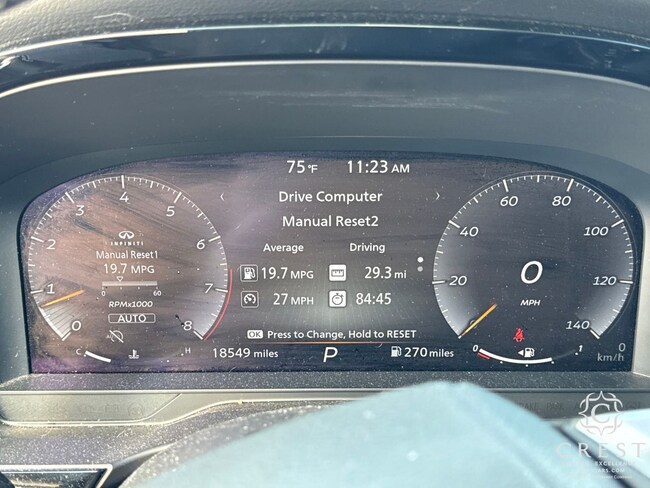 75 °F 11:23 AM
Drive Computer
Manual Reset2
Average Driving
19.7 MPG 29.3 mi
27 MPH 84:45
OK Press to Change, Hold to RESET
18549 miles P 270 miles
INFINITI
Manual Reset1
19.7 MPG
0 60
RPMx1000
AUTO
0 1 2 3 4 5 6 7 8
C H
0 20 40 60 80 100 120 140
0
MPH
0 1
0
km/h
C
CREST